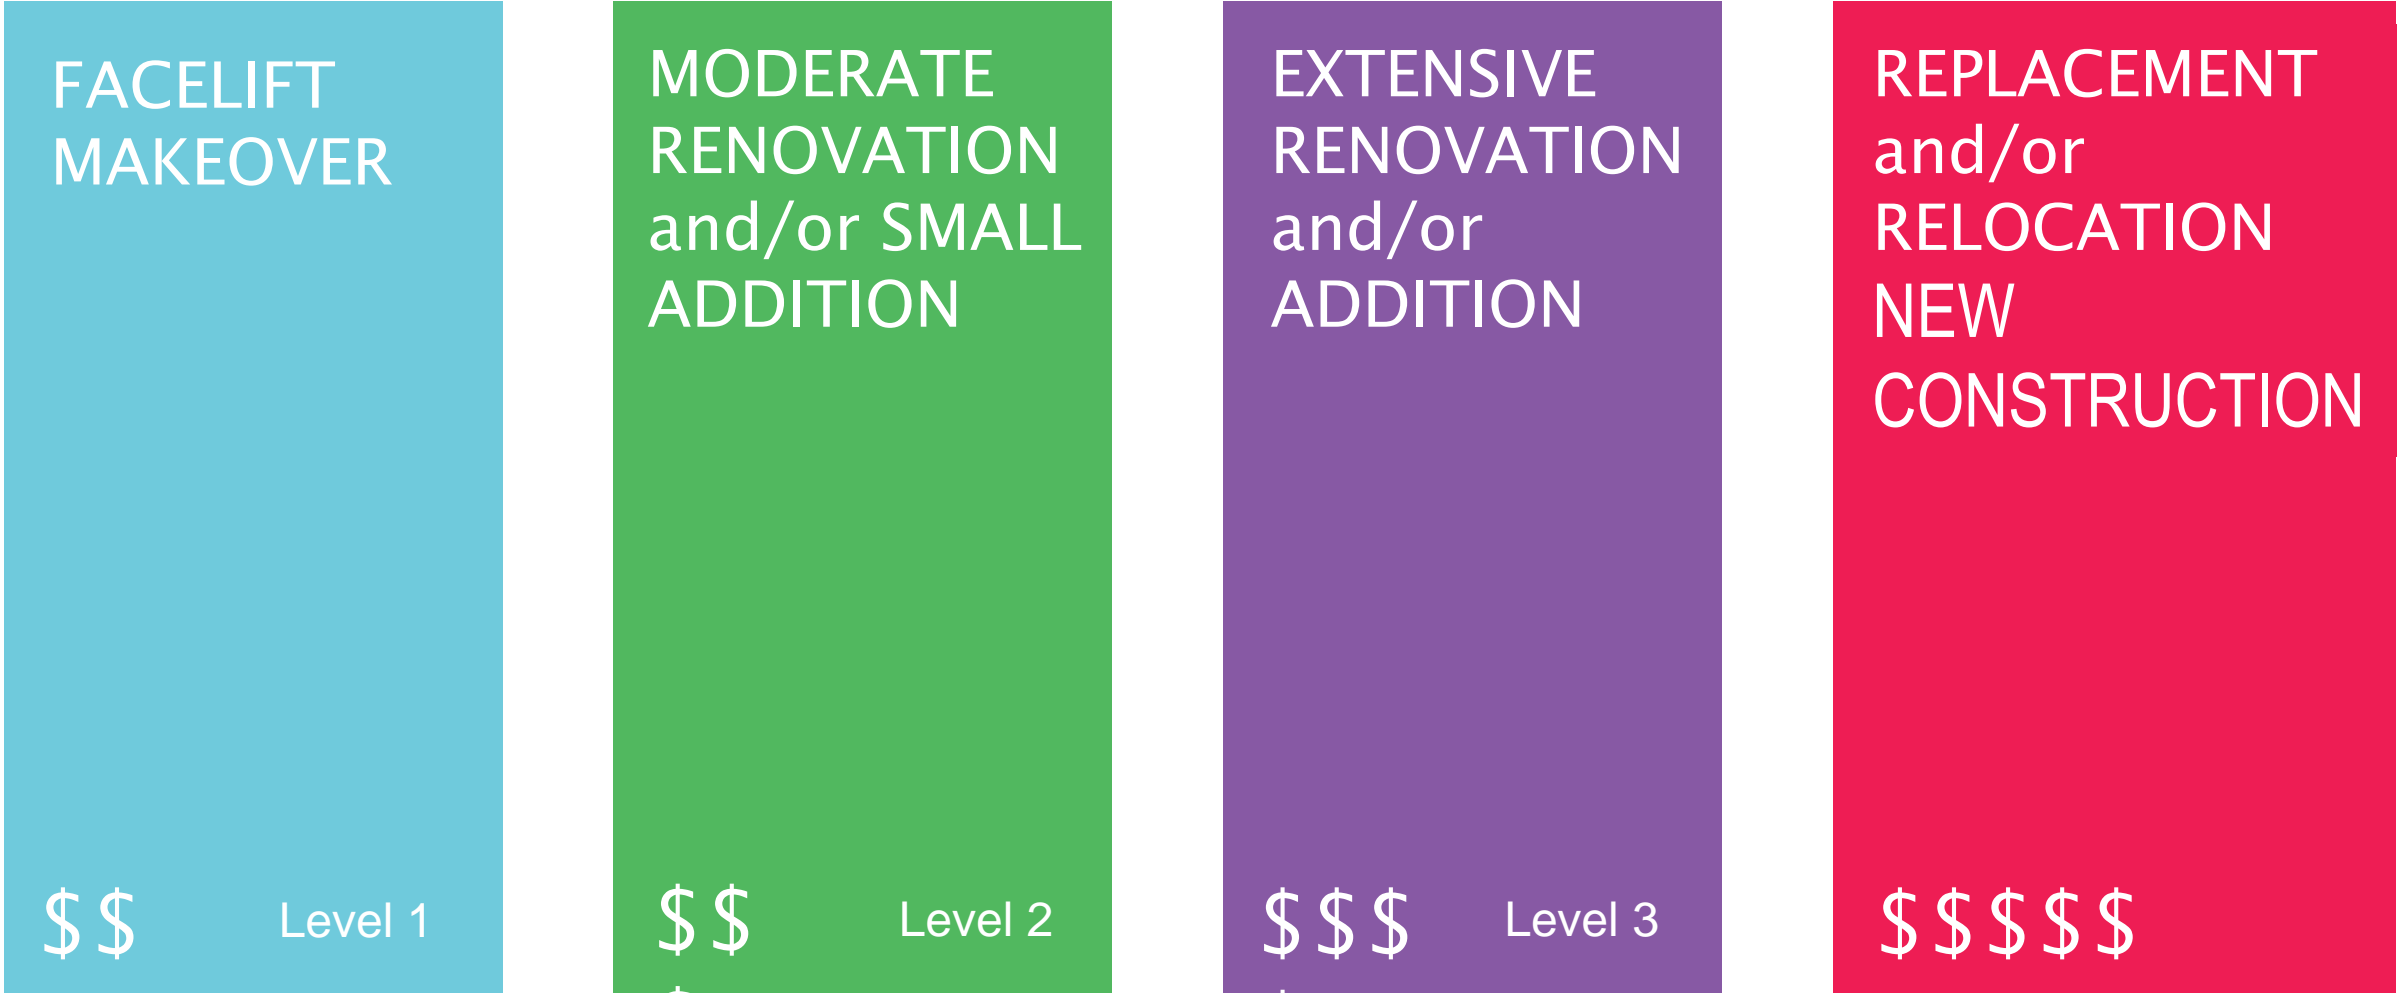 FACELIFT
MAKEOVER
$$ Level 1
MODERATE
RENOVATION
and/or SMALL
ADDITION
$$ Level 2
EXTENSIVE
RENOVATION
and/or
ADDITION
$$$ Level 3
REPLACEMENT
and/or
RELOCATION
NEW
CONSTRUCTION
$$$$$